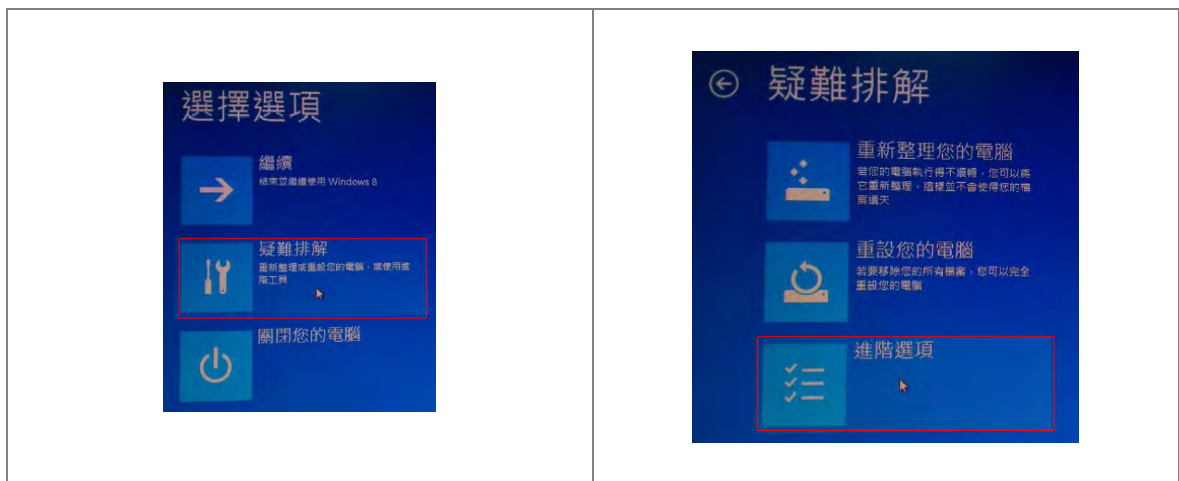 選擇選項
繼續
結束並繼續使用 Windows 8
疑難排解
重新整理或重設您的電腦，或使用進
階工具
關閉您的電腦
疑難排解
重新整理您的電腦
若您的電腦執行得不順暢，您可以將
它重新整理，這樣並不會使得您的檔
案遺失
重設您的電腦
若要移除您的所有檔案，您可以完全
重設您的電腦
進階選項